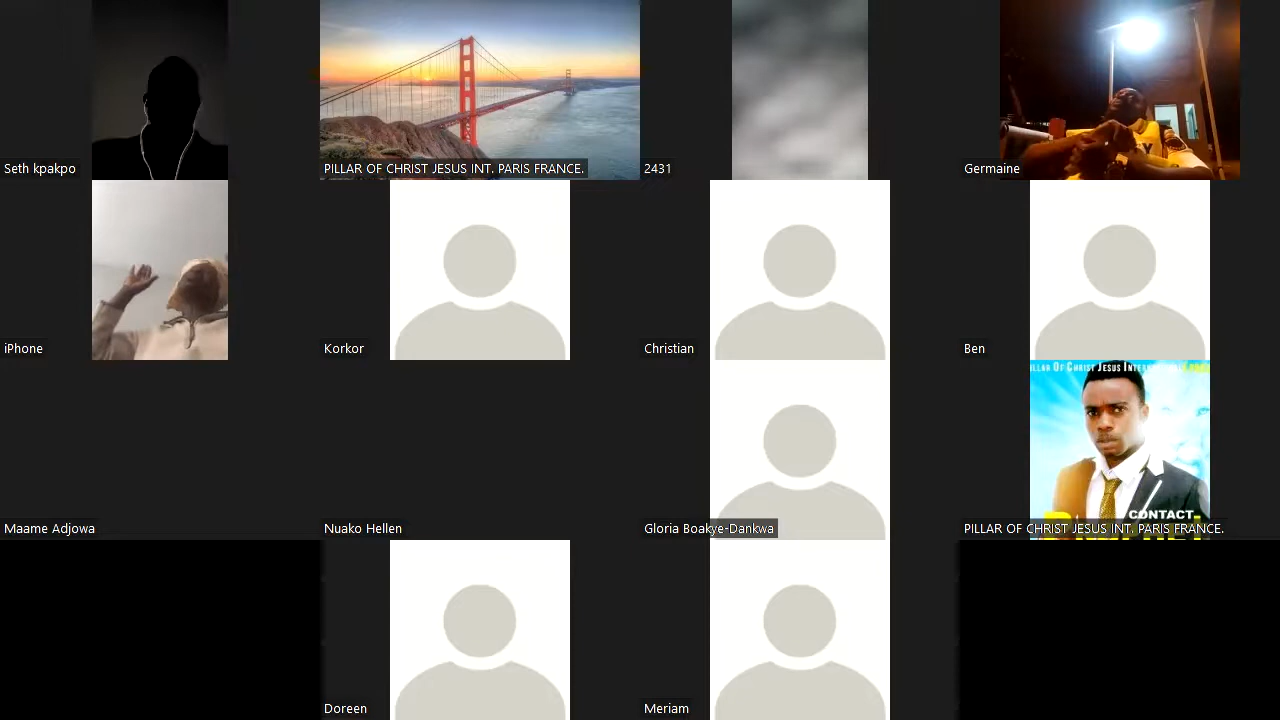 Seth kpakpo
PILLAR OF CHRIST JESUS INT. PARIS FRANCE.
2431
Germaine
iPhone
Korkor
Christian
Ben
Maame Adjowa
Nuako Hellen
Gloria Boakye-Dankwa
CONTACT
PILLAR OF CHRIST JESUS INT. PARIS FRANCE.
Doreen
Meriam